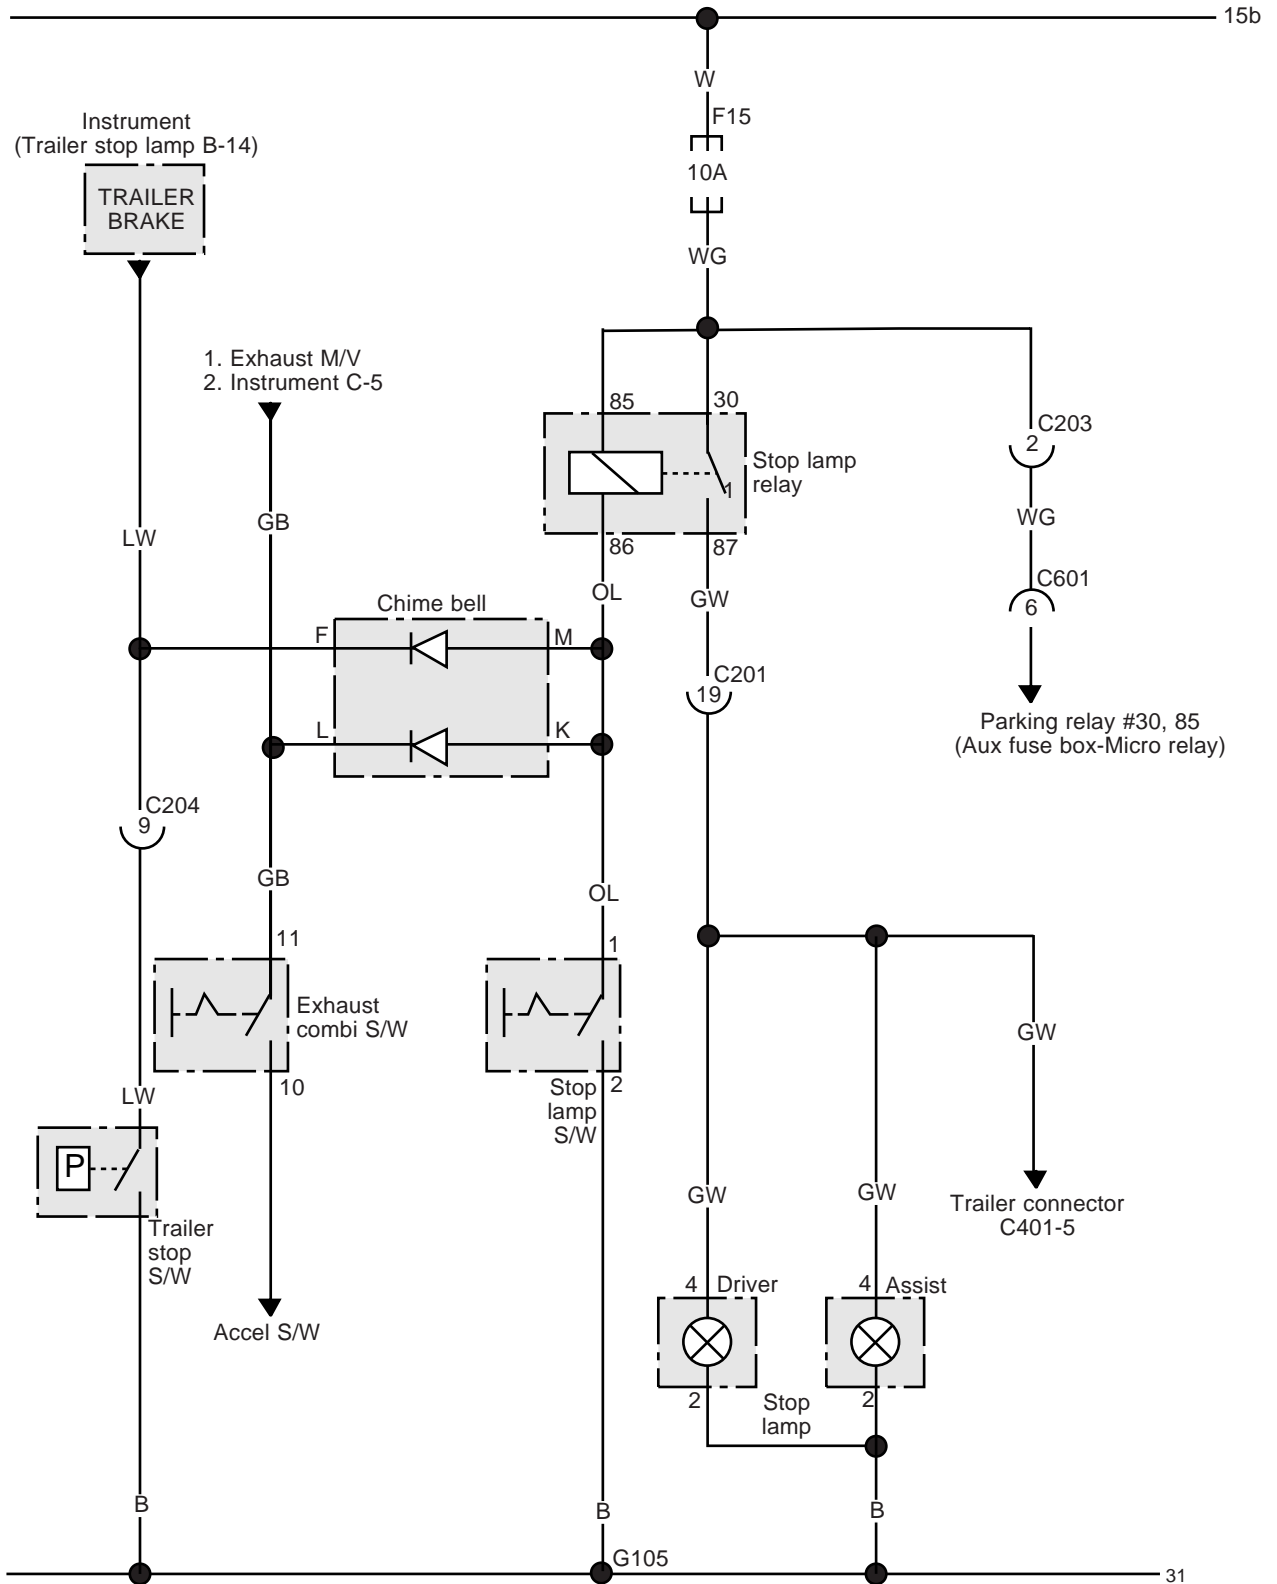 15b
W
F15
10A
WG
Instrument
(Trailer stop lamp B-14)
TRAILER
BRAKE
1. Exhaust M/V
2. Instrument C-5
85
30
Stop lamp
relay
1
86
87
C203
2
WG
C601
6
Parking relay #30, 85
(Aux fuse box-Micro relay)
LW
GB
OL
GW
Chime bell
F
M
L
K
C201
19
C204
9
GB
OL
11
Exhaust
combi S/W
10
1
2
Stop
lamp
S/W
LW
P
Trailer
stop
S/W
Accel S/W
GW
GW
GW
Trailer connector
C401-5
4
Driver
4
Assist
2
Stop
lamp
2
B
B
B
G105
31